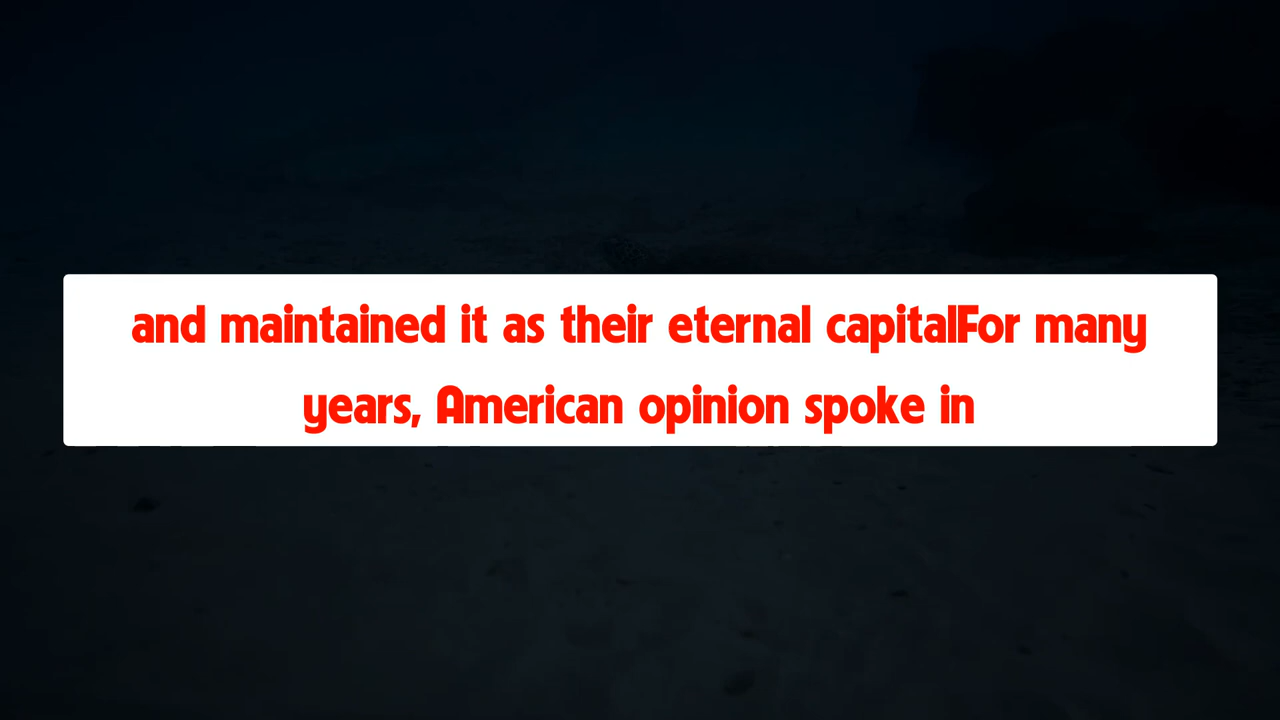 and maintained it as their eternal capitalFor many
years, American opinion spoke in